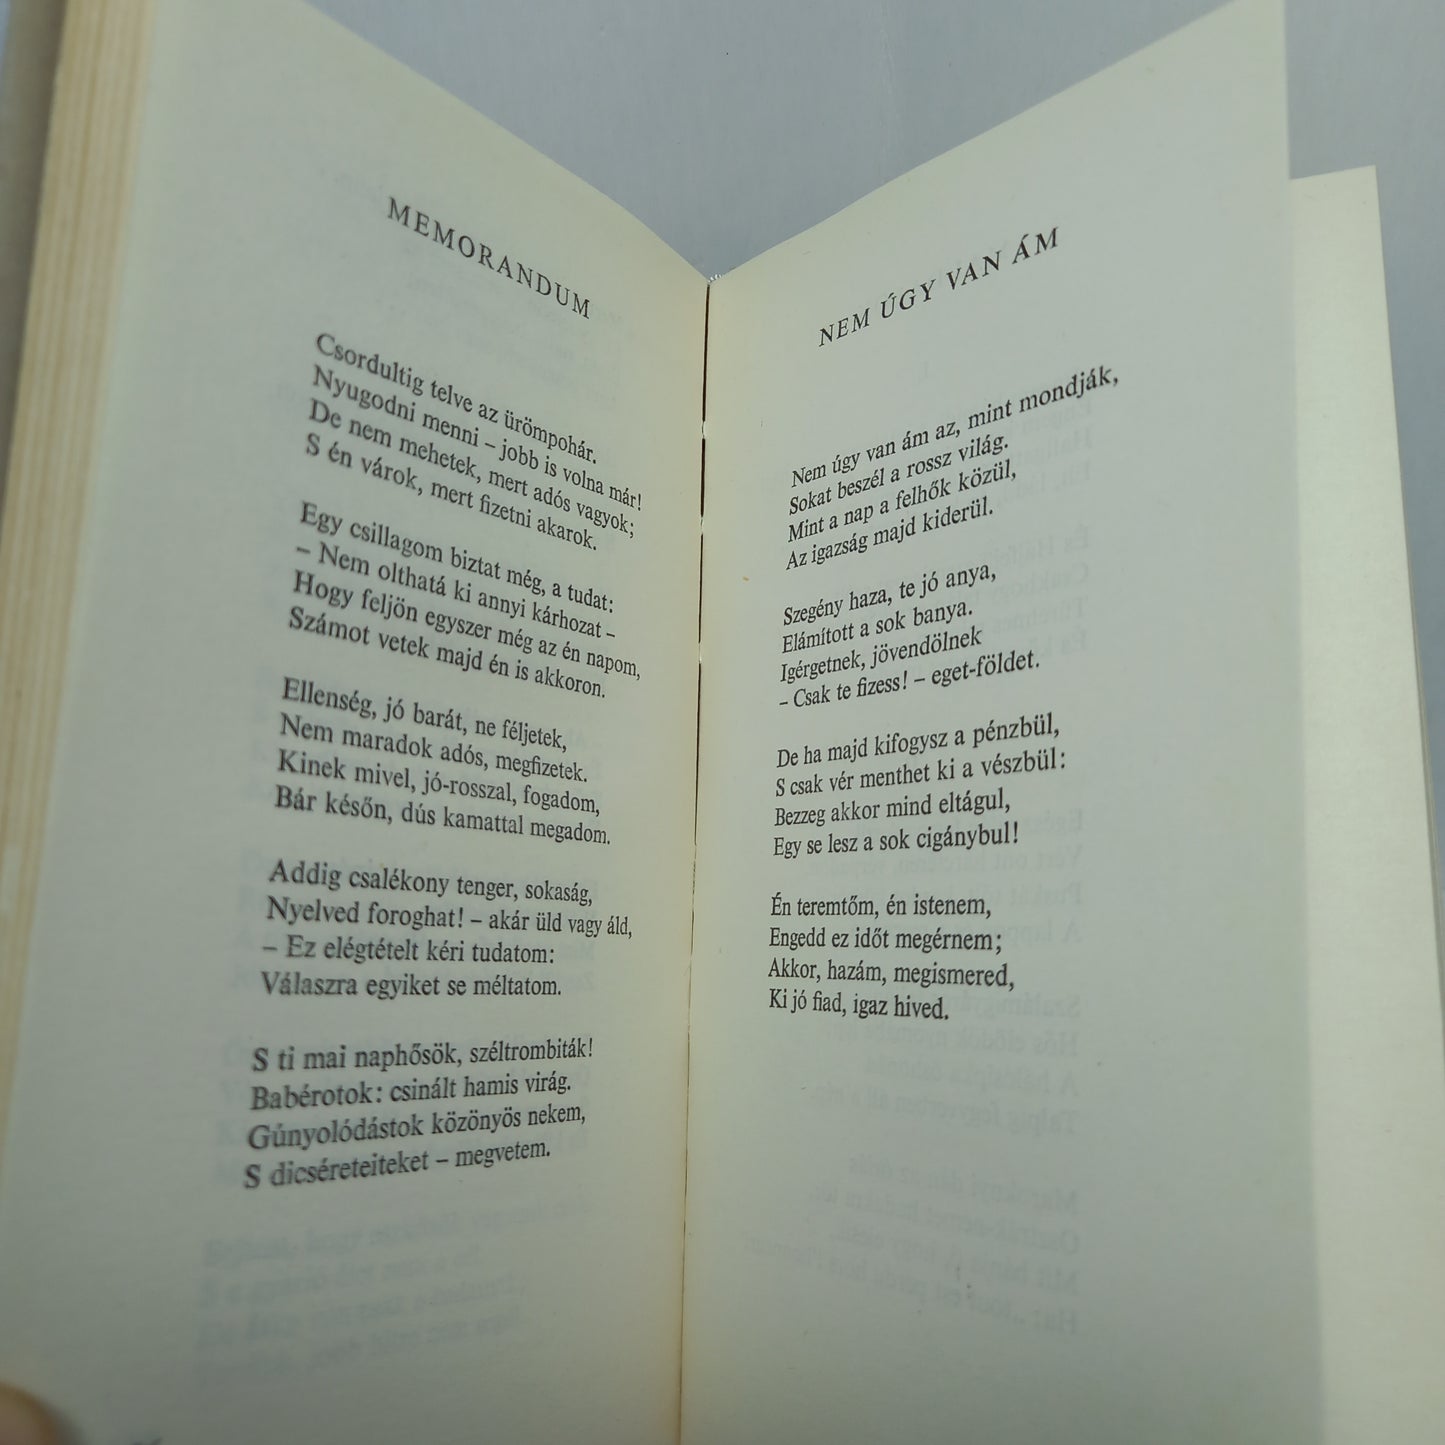 MEMORANDUM
Csordultig telve az ürömpohár.
Nyugodni menni – jobb is volna már!
De nem mehetek, mert adós vagyok;
S én várok, mert fizetni akarok.
Egy csillagom biztat még, a tudat:
– Nem olthatá ki annyi kárhozat –
Hogy feljön egyszer még az én napom,
Számot vetek majd én is akkoron.
Ellenség, jó barát, ne féljetek,
Nem maradok adós, megfizetek.
Kinek mivel, jó-rosszal, fogadom,
Bár későn, dús kamattal megadom.
Addig csalékony tenger, sokaság,
Nyelved foroghat! – akár üld vagy áld,
– Ez elégtételt kéri tudatom:
Válaszra egyiket se méltatom.
S ti mai naphősök, széltrombiták!
Babérotok: csinált hamis virág.
Gúnyolódástok közönyös nekem,
S dicséreteiteket – megvetem.
NEM ÚGY VAN ÁM
Nem úgy van ám az, mint mondják,
Sokat beszél a rossz világ.
Mint a nap a felhők közül,
Az igazság majd kiderül.
Szegény haza, te jó anya,
Elámított a sok banya.
Igérgetnek, jövendölnek
– Csak te fizess! – eget-földet.
De ha majd kifogysz a pénzbül,
S csak vér menthet ki a vészbül:
Bezzeg akkor mind eltágul,
Egy se lesz a sok cigánybul!
Én teremtőm, én istenem,
Engedd ez időt megérnem;
Akkor, hazám, megismered,
Ki jó fiad, igaz hived.